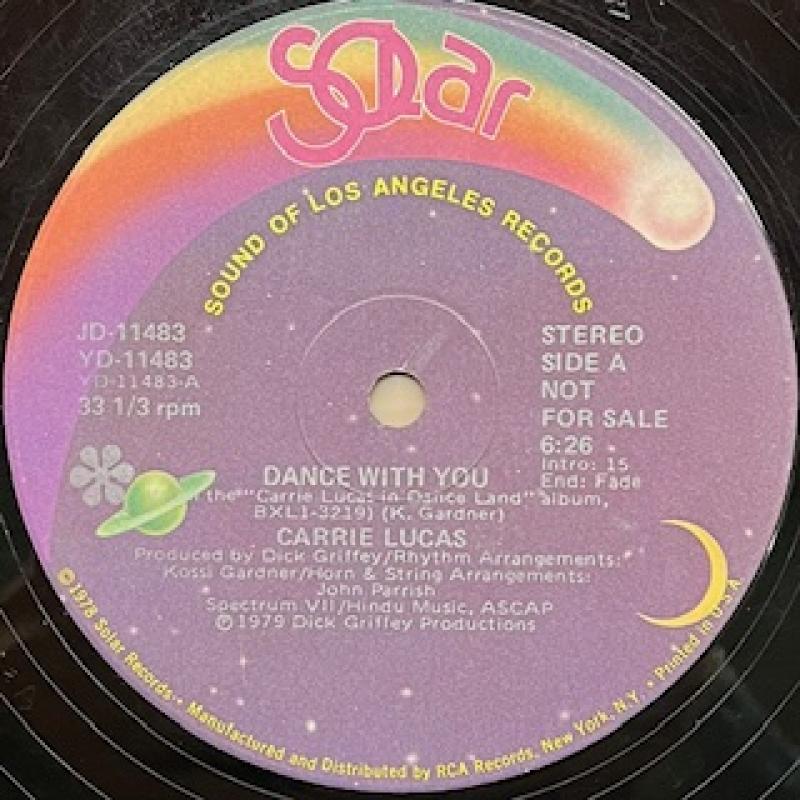 Solar
SOUND OF LOS ANGELES RECORDS
JD-11483
YD-11483
YD-11483-A
33 1/3 rpm
STEREO
SIDE A
NOT
FOR SALE
6:26
Intro: 15
End: Fade
DANCE WITH YOU
the "Carrie Lucas in Dance Land" album,
BXL1-3219) (K. Gardner)
CARRIE LUCAS
Produced by Dick Griffey/Rhythm Arrangements:
Kossi Gardner/Horn & String Arrangements:
John Parrish
Spectrum VII/Hindu Music, ASCAP
℗ 1979 Dick Griffey Productions
© 1978 Solar Records • Manufactured and Distributed by RCA Records, New York, N.Y. • Printed in U.S.A.